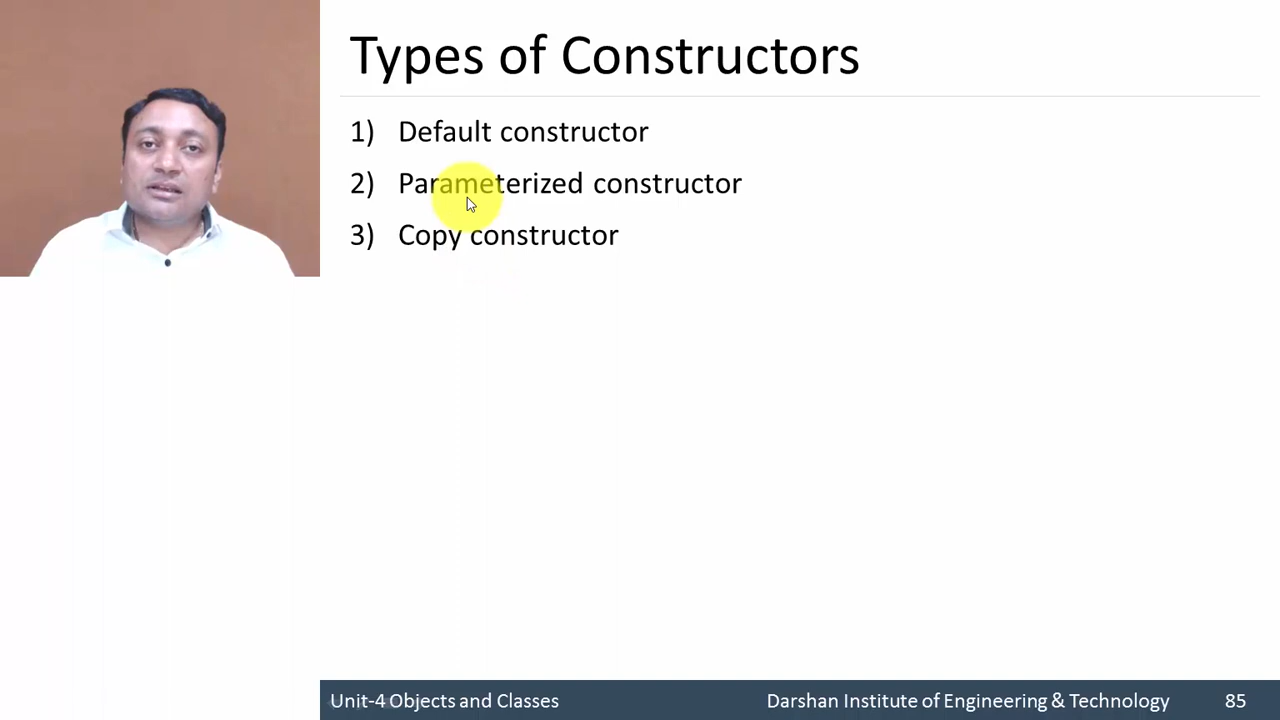 Types of Constructors
1) Default constructor
2) Parameterized constructor
3) Copy constructor
Unit-4 Objects and Classes Darshan Institute of Engineering & Technology 85